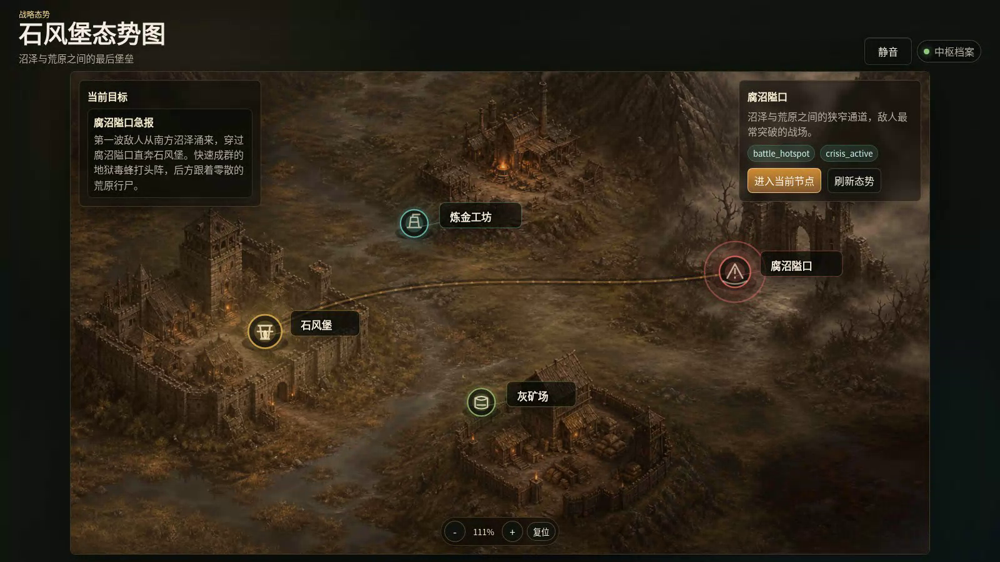 战略态势
石风堡态势图
沼泽与荒原之间的最后堡垒
静音
中枢档案
当前目标
腐沼隘口急报
第一波敌人从南方沼泽涌来，穿过
腐沼隘口直奔石风堡。快速成群的
地狱毒蜂打头阵，后方跟着零散的
荒原行尸。
腐沼隘口
沼泽与荒原之间的狭窄通道，敌人最
常突破的战场。
battle_hotspot
crisis_active
进入当前节点
刷新态势
炼金工坊
腐沼隘口
石风堡
灰矿场
-
111%
+
复位